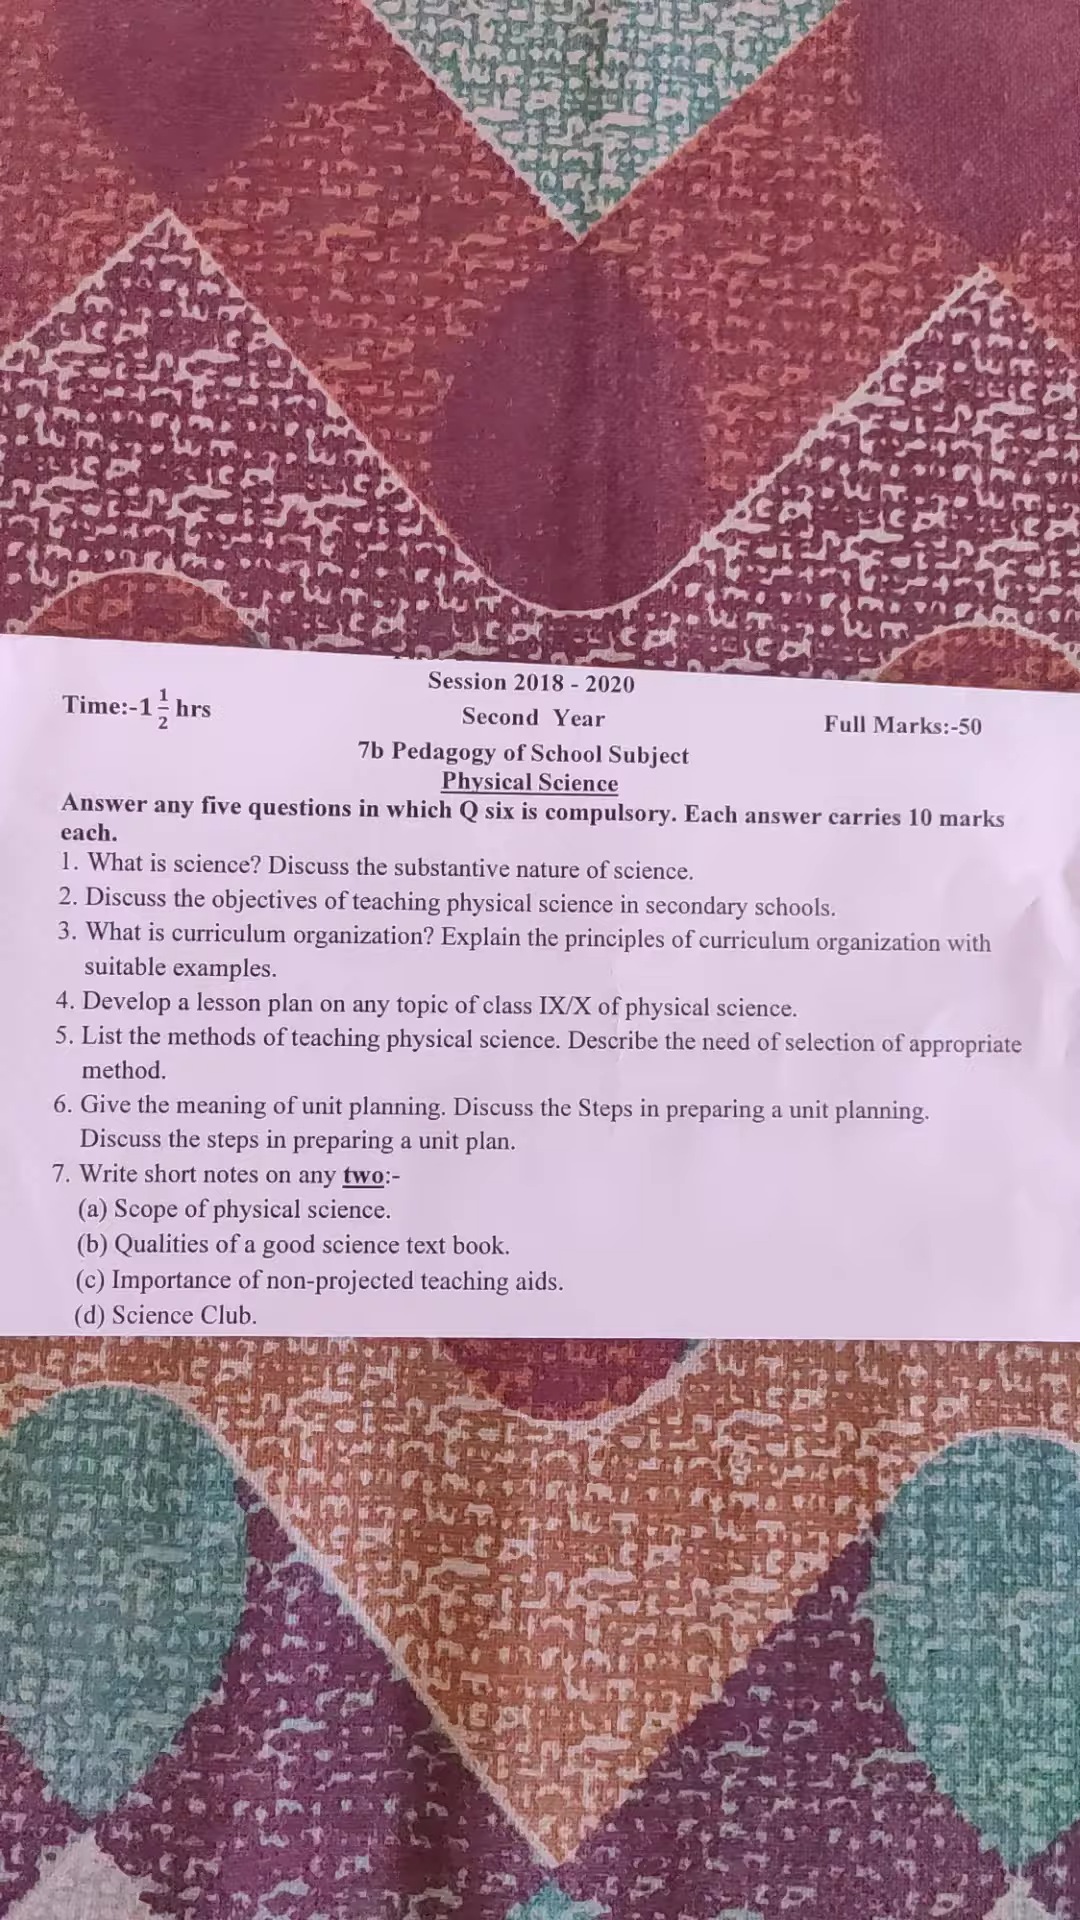 Session 2018 - 2020
Time:-1 1/2 hrs Second Year Full Marks:-50
7b Pedagogy of School Subject
Physical Science
Answer any five questions in which Q six is compulsory. Each answer carries 10 marks
each.
1. What is science? Discuss the substantive nature of science.
2. Discuss the objectives of teaching physical science in secondary schools.
3. What is curriculum organization? Explain the principles of curriculum organization with
suitable examples.
4. Develop a lesson plan on any topic of class IX/X of physical science.
5. List the methods of teaching physical science. Describe the need of selection of appropriate
method.
6. Give the meaning of unit planning. Discuss the Steps in preparing a unit planning.
Discuss the steps in preparing a unit plan.
7. Write short notes on any two:-
(a) Scope of physical science.
(b) Qualities of a good science text book.
(c) Importance of non-projected teaching aids.
(d) Science Club.